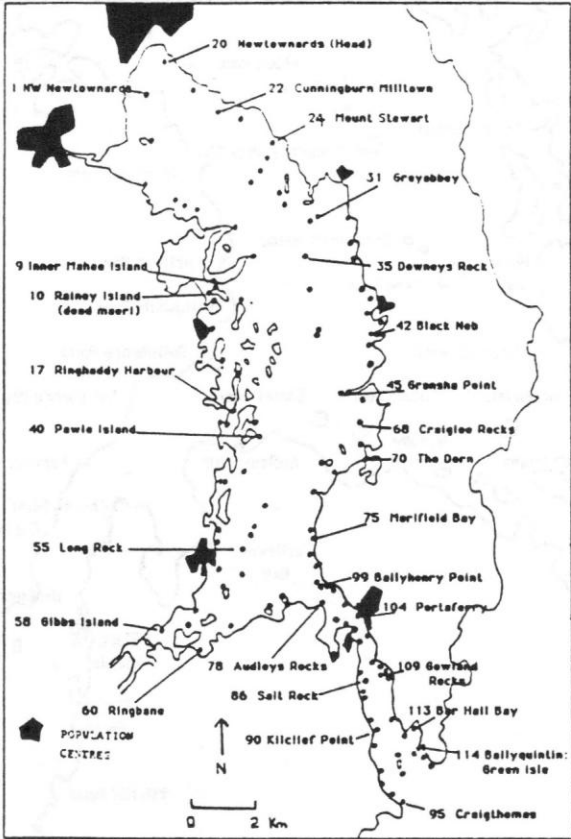 20 Newtownards (Head)
1 NW Newtownards
22 Cunningburn Milltown
24 Mount Stewart
31 Greyabbey
9 Inner Mahee Island
35 Downeys Rock
10 Rainey Island
(dead maerl)
42 Black Neb
17 Ringhaddy Harbour
45 Gransha Point
40 Pawle Island
68 Craiglee Rocks
70 The Dorn
75 Marlfield Bay
55 Long Rock
99 Ballyhenry Point
104 Portaferry
58 Gibbs Island
78 Audleys Rocks
109 Gowland
Rocks
86 Salt Rock
60 Ringbane
113 Bar Hall Bay
POPULATION
CENTRES
90 Kilclief Point
114 Ballyquintin:
Green Isle
N
0 2 Km
95 Craigthomas